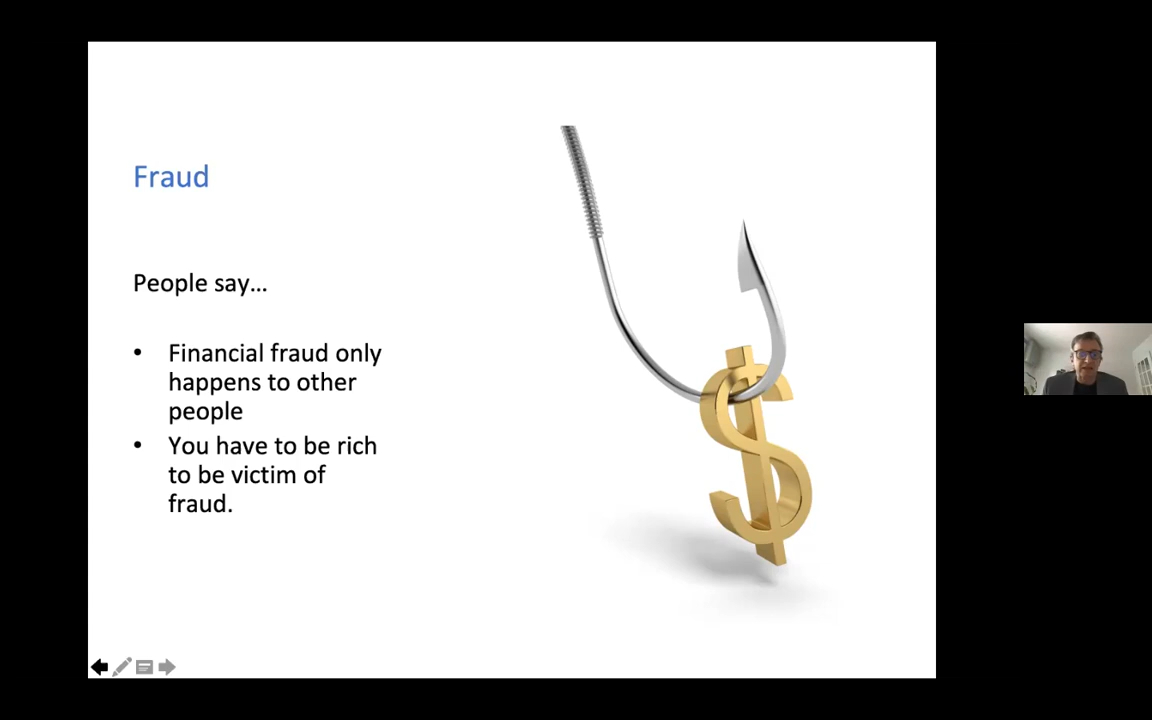 Fraud
People say...
• Financial fraud only
happens to other
people
• You have to be rich
to be victim of
fraud.